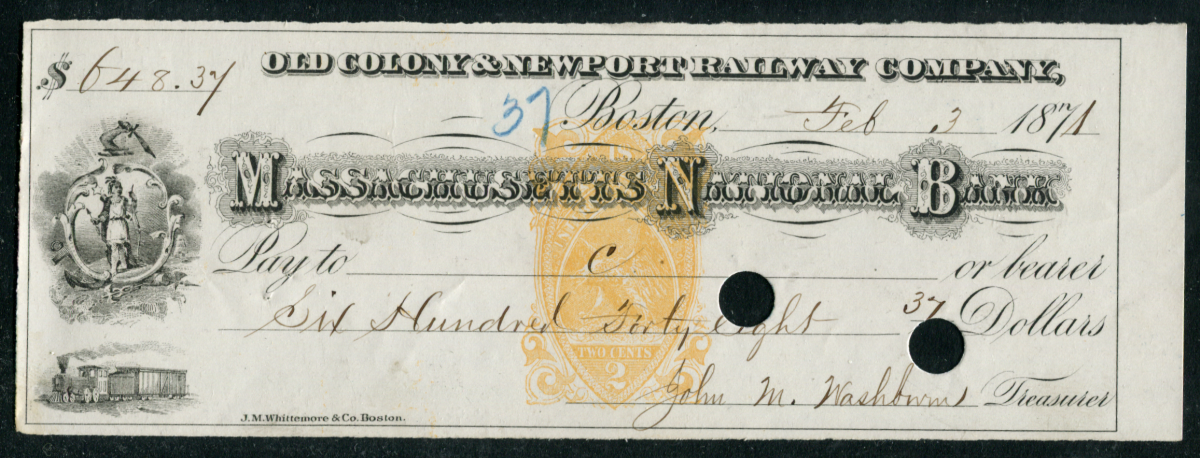 OLD COLONY & NEWPORT RAILWAY COMPANY,
$ 648.37
37 Boston, Feb 3 1871
MASSACHUSETTS NATIONAL BANK
Pay to C or bearer
Six Hundred Forty Eight 37 Dollars
TWO CENTS
2
John M. Washburn Treasurer
J.M. Whittemore & Co. Boston.